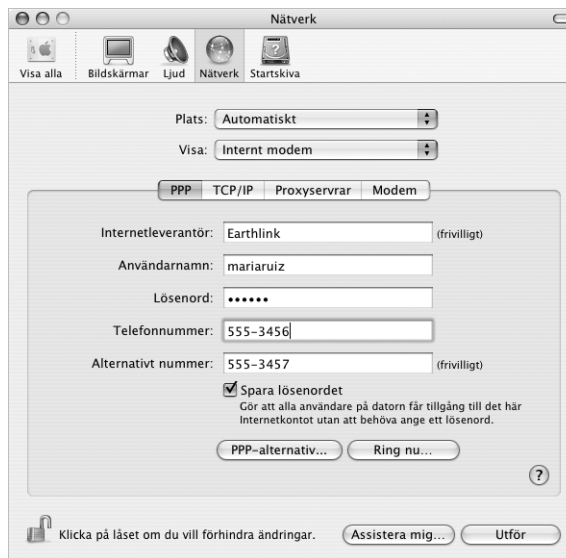 Nätverk
Visa alla
Bildskärmar
Ljud
Nätverk
Startskiva
Plats: Automatiskt
Visa: Internt modem
PPP TCP/IP Proxyservrar Modem
Internetleverantör: Earthlink (frivilligt)
Användarnamn: mariaruiz
Lösenord: ••••••
Telefonnummer: 555-3456
Alternativt nummer: 555-3457 (frivilligt)
Spara lösenordet
Gör att alla användare på datorn får tillgång till det här
Internetkontot utan att behöva ange ett lösenord.
PPP-alternativ... Ring nu...
?
Klicka på låset om du vill förhindra ändringar. Assistera mig... Utför